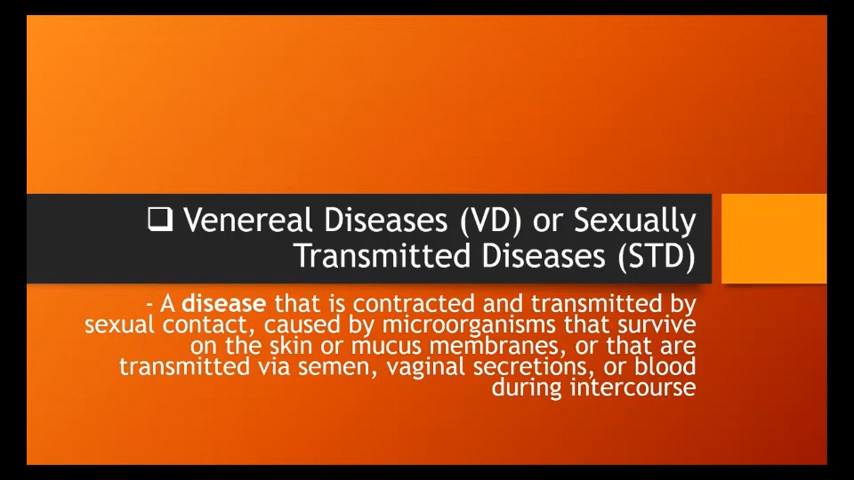 ❑ Venereal Diseases (VD) or Sexually
Transmitted Diseases (STD)
- A disease that is contracted and transmitted by
sexual contact, caused by microorganisms that survive
on the skin or mucus membranes, or that are
transmitted via semen, vaginal secretions, or blood
during intercourse